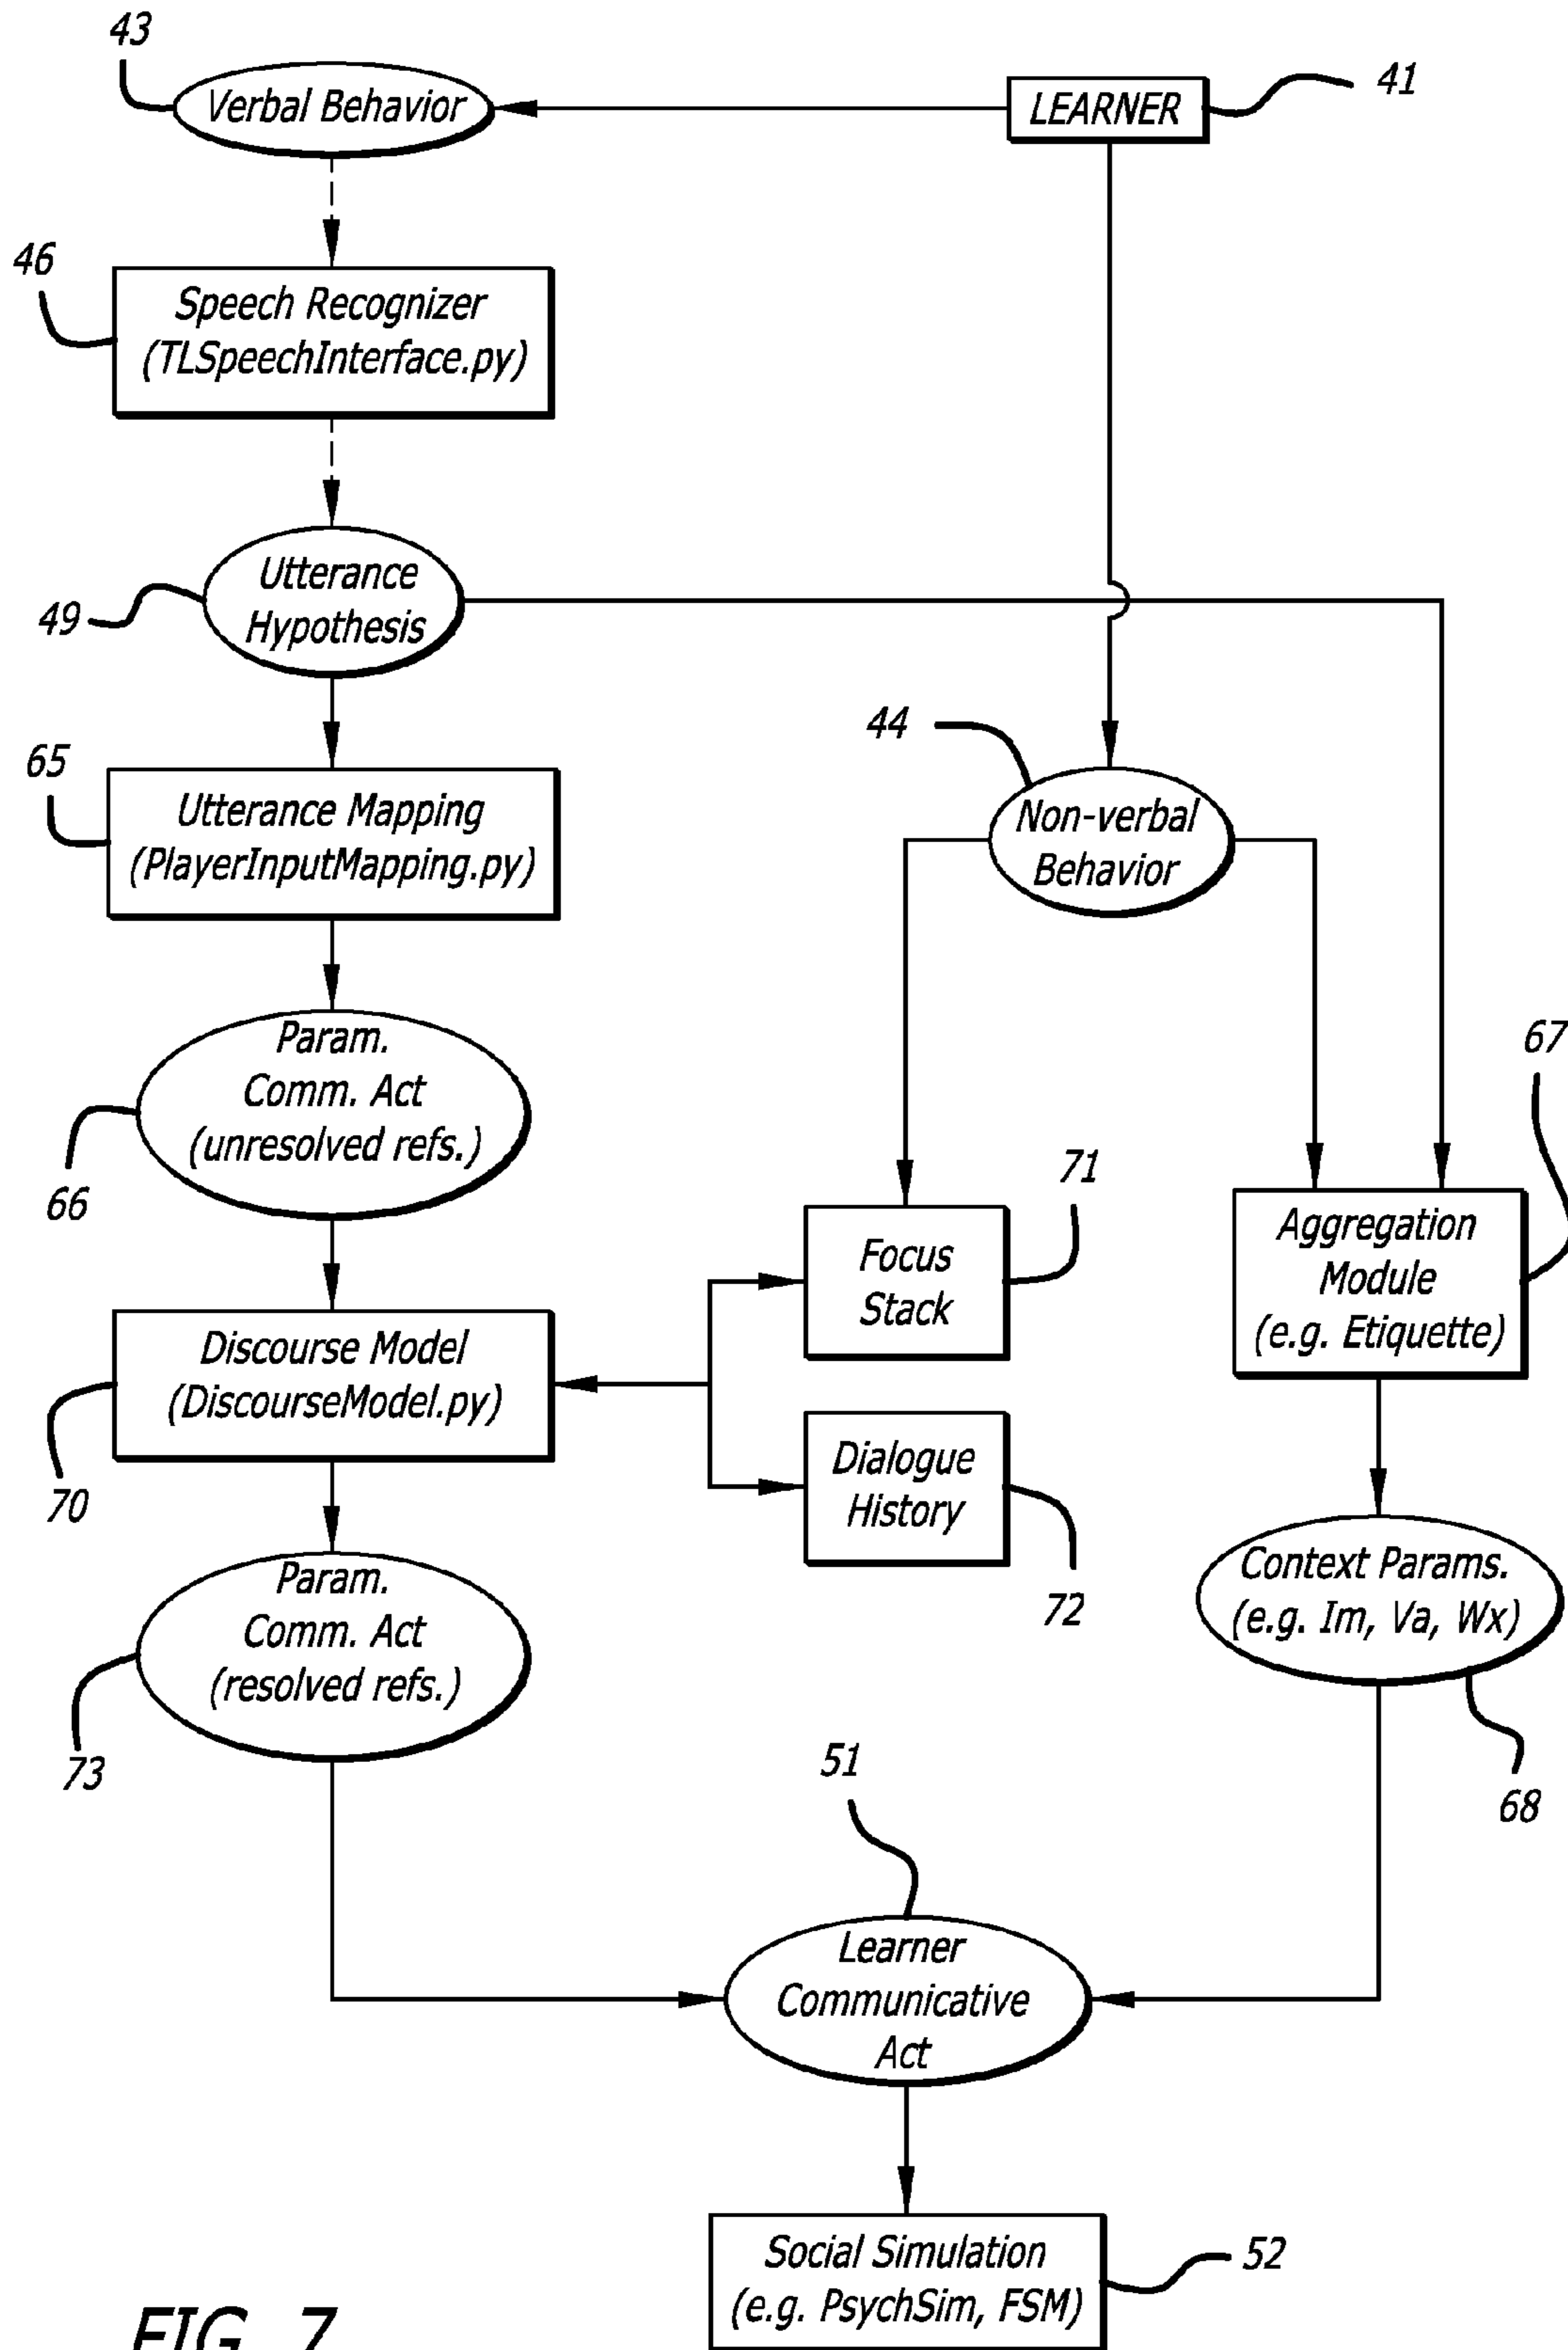 43
Verbal Behavior
LEARNER
41
46
Speech Recognizer
(TLSpeechInterface.py)
49
Utterance
Hypothesis
65
Utterance Mapping
(PlayerInputMapping.py)
44
Non-verbal
Behavior
66
Param.
Comm. Act
(unresolved refs.)
67
Aggregation
Module
(e.g. Etiquette)
71
Focus
Stack
70
Discourse Model
(DiscourseModel.py)
Dialogue
History
72
Context Params.
(e.g. Im, Va, Wx)
68
73
Param.
Comm. Act
(resolved refs.)
51
Learner
Communicative
Act
Social Simulation
(e.g. PsychSim, FSM)
52
FIG. 7